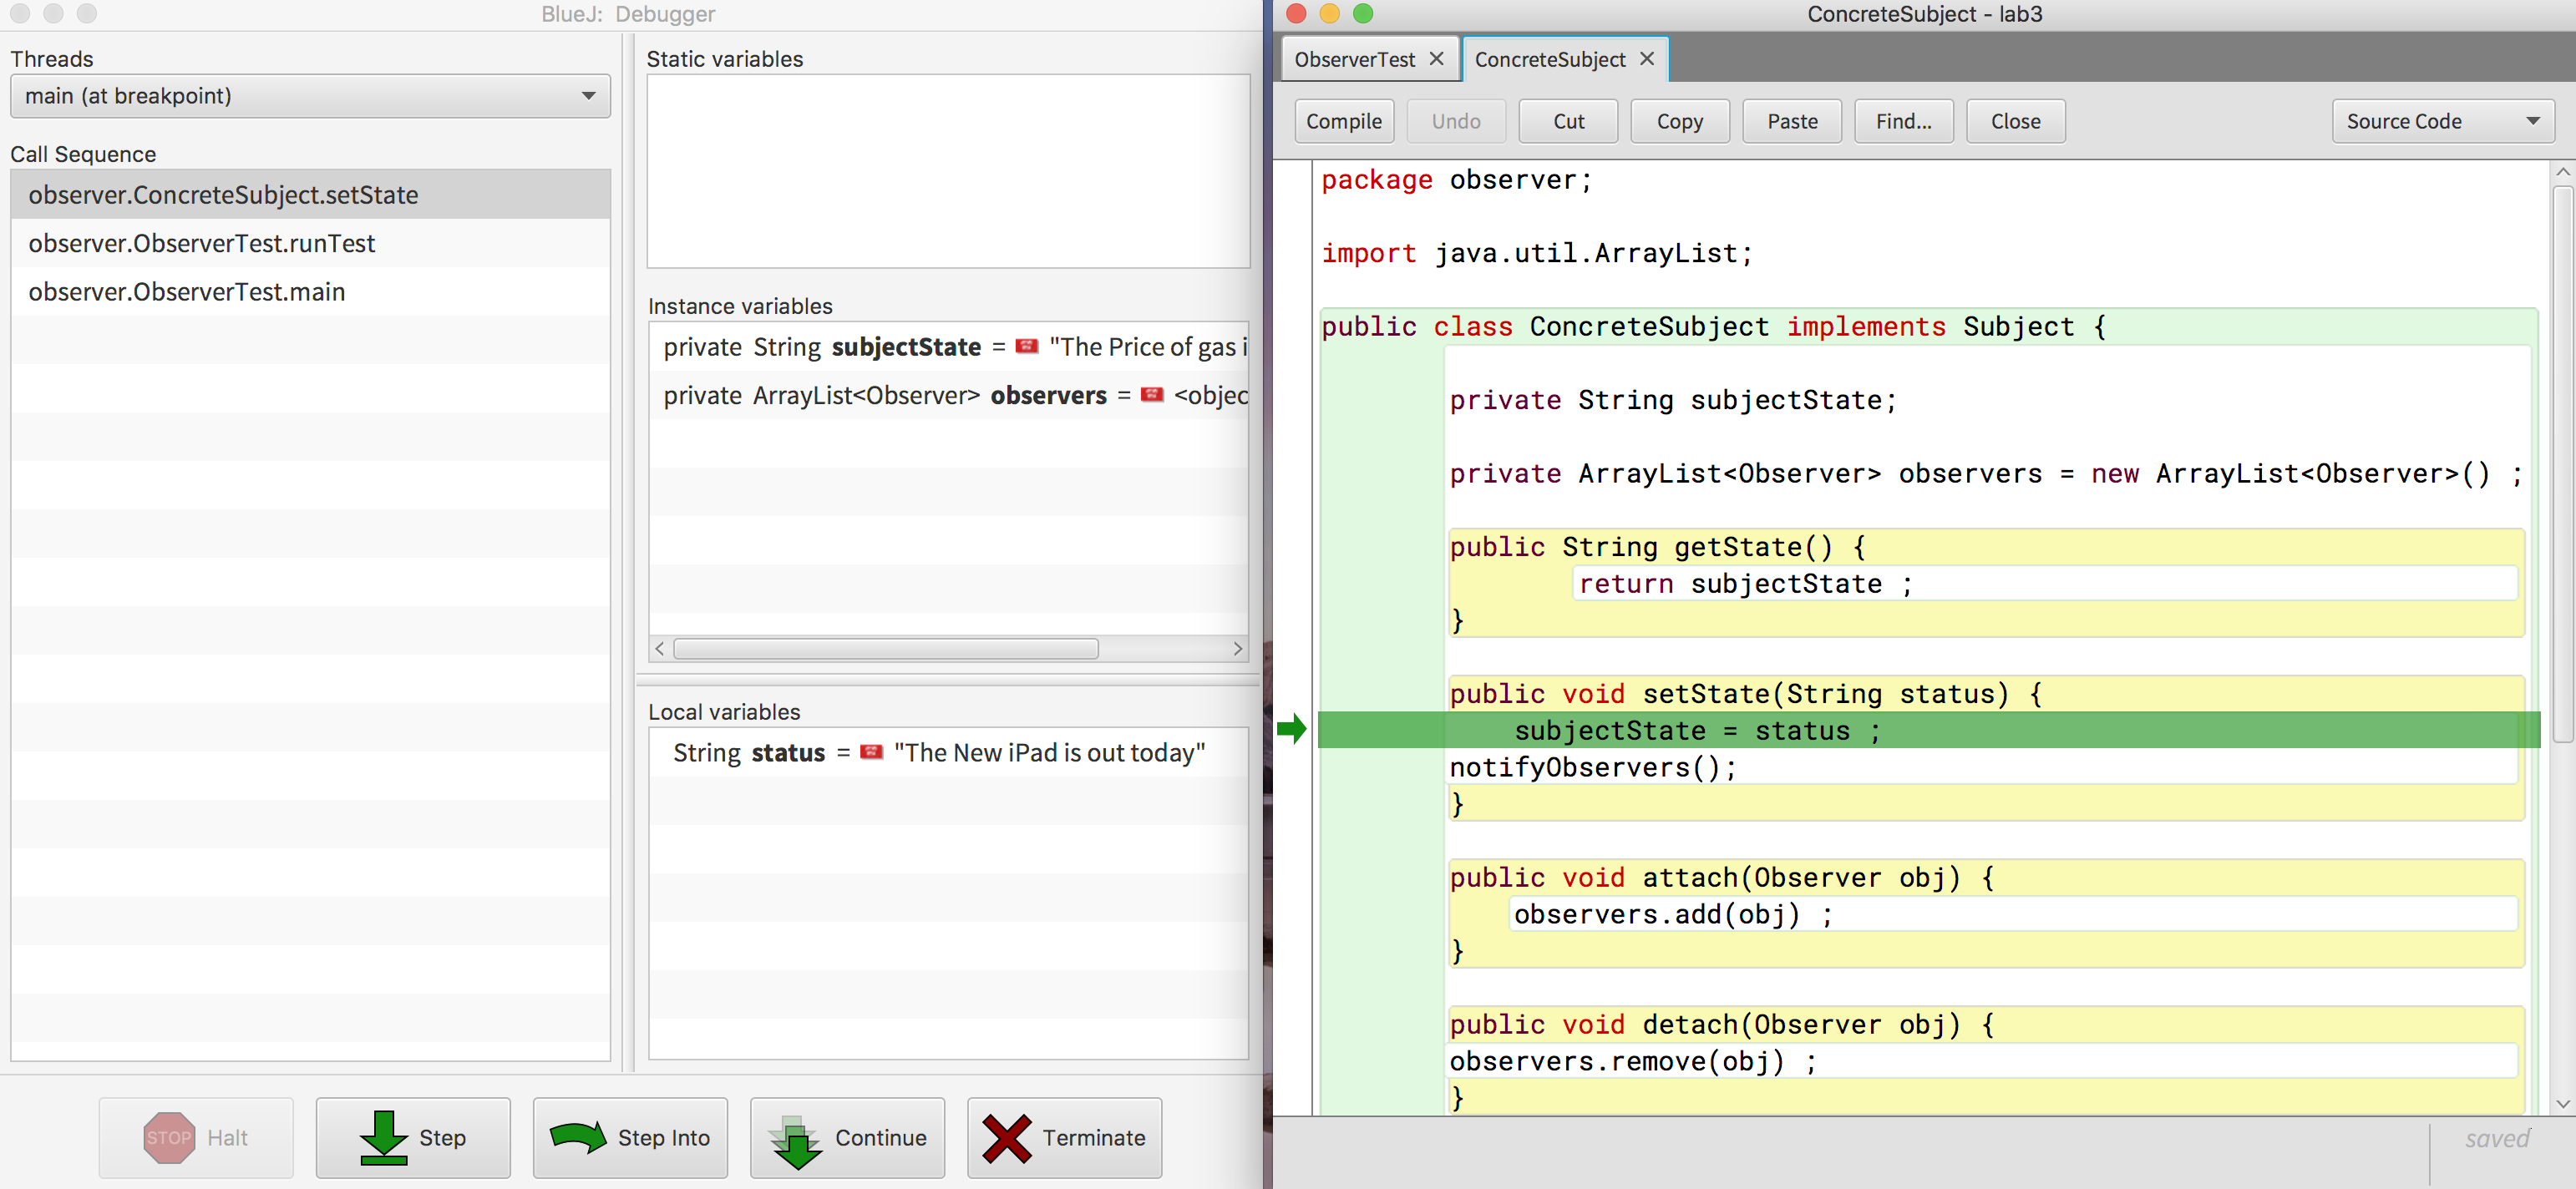 BlueJ: Debugger
Threads
main (at breakpoint)
Call Sequence
observer.ConcreteSubject.setState
observer.ObserverTest.runTest
observer.ObserverTest.main
Static variables
Instance variables
private String subjectState = "The Price of gas i
private ArrayList<Observer> observers = <objec
Local variables
String status = "The New iPad is out today"
STOP Halt
Step
Step Into
Continue
Terminate
ConcreteSubject - lab3
ObserverTest
ConcreteSubject
Compile
Undo
Cut
Copy
Paste
Find...
Close
Source Code
package observer;
import java.util.ArrayList;
public class ConcreteSubject implements Subject {
private String subjectState;
private ArrayList<Observer> observers = new ArrayList<Observer>() ;
public String getState() {
return subjectState ;
}
public void setState(String status) {
subjectState = status ;
notifyObservers();
}
public void attach(Observer obj) {
observers.add(obj) ;
}
public void detach(Observer obj) {
observers.remove(obj) ;
}
saved